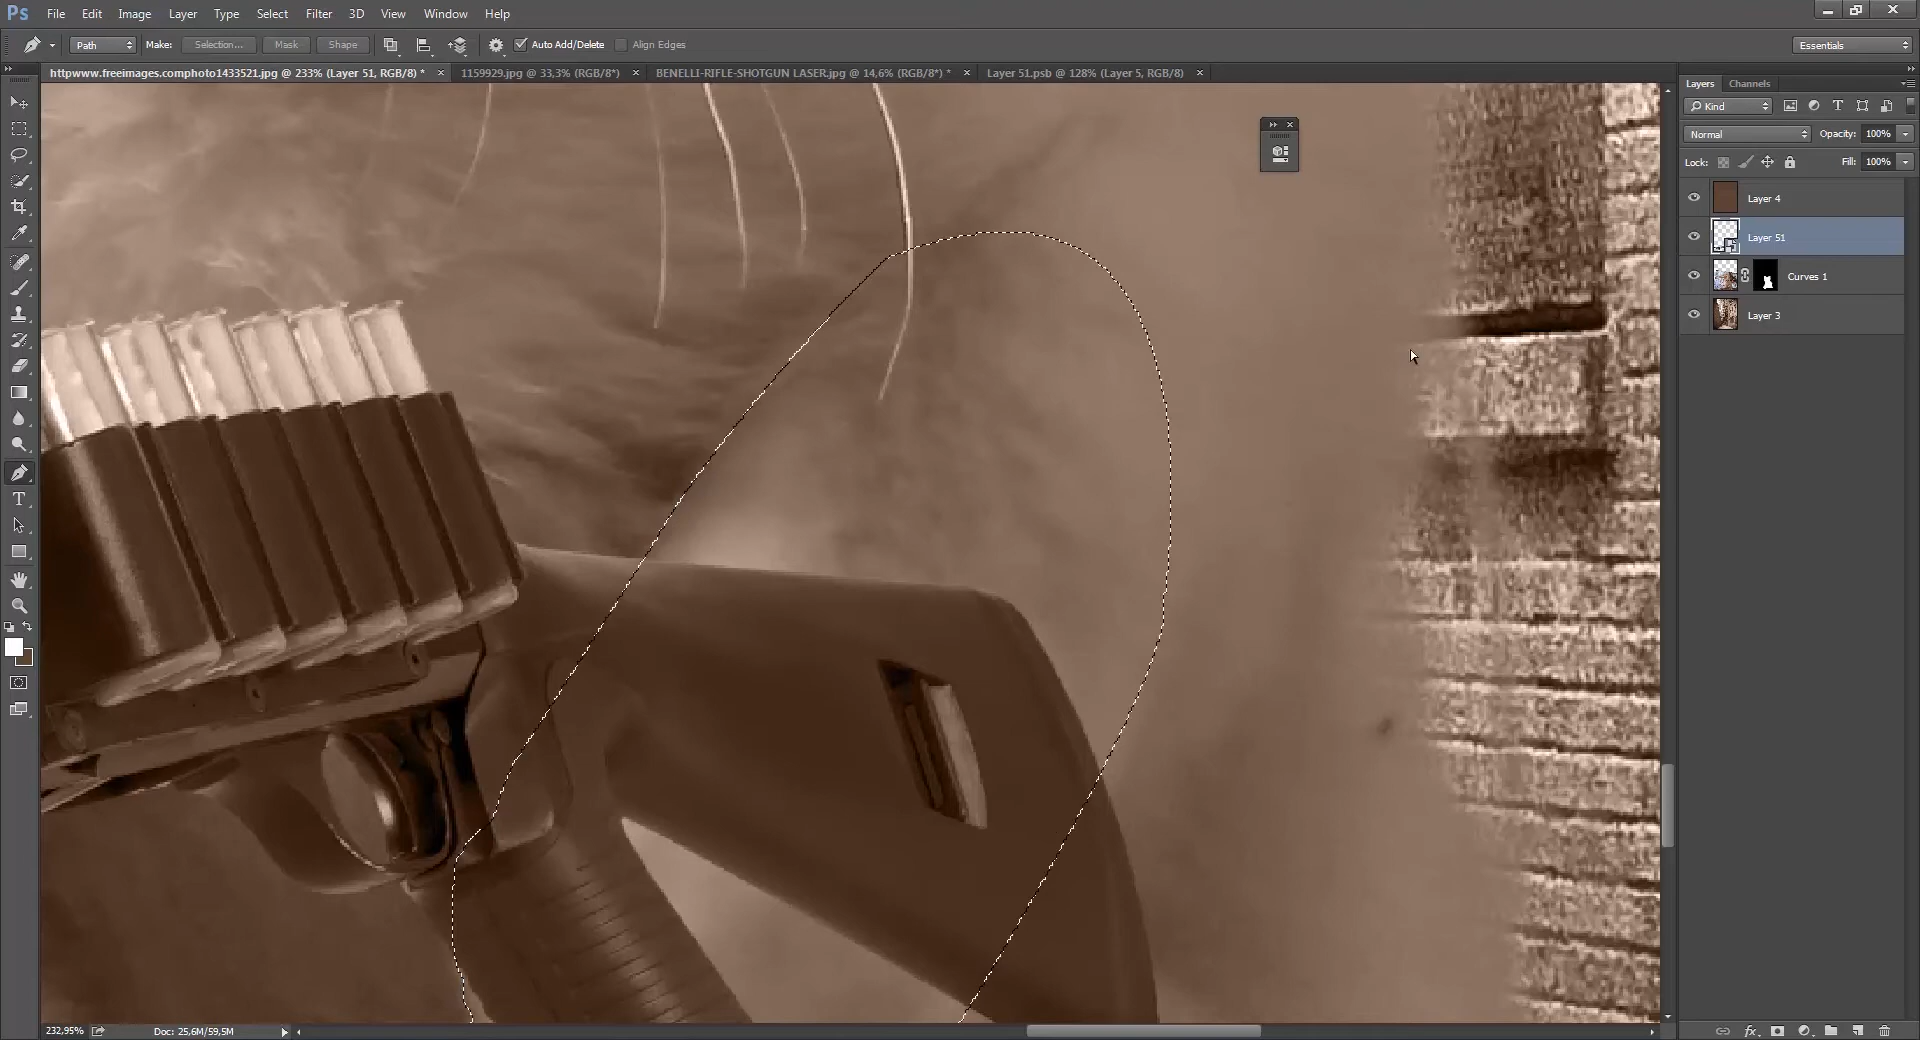 Ps File Edit Image Layer Type Select Filter 3D View Window Help
Path Make: Selection... Mask Shape Auto Add/Delete Align Edges Essentials
httpwww.freeimages.comphoto1433521.jpg @ 233% (Layer 51, RGB/8) * 1159929.jpg @ 33,3% (RGB/8*) BENELLI-RIFLE-SHOTGUN LASER.jpg @ 14,6% (RGB/8*) * Layer 51.psb @ 128% (Layer 5, RGB/8)
Layers Channels
Kind
Normal Opacity: 100%
Lock: Fill: 100%
Layer 4
Layer 51
Curves 1
Layer 3
232,95% Doc: 25,6M/59,5M